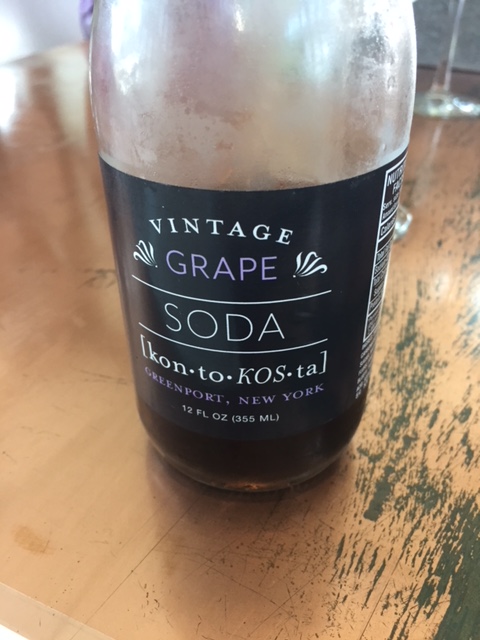 VINTAGE
GRAPE
SODA
[kon•to•KOS•ta]
GREENPORT, NEW YORK
12 FL OZ (355 ML)